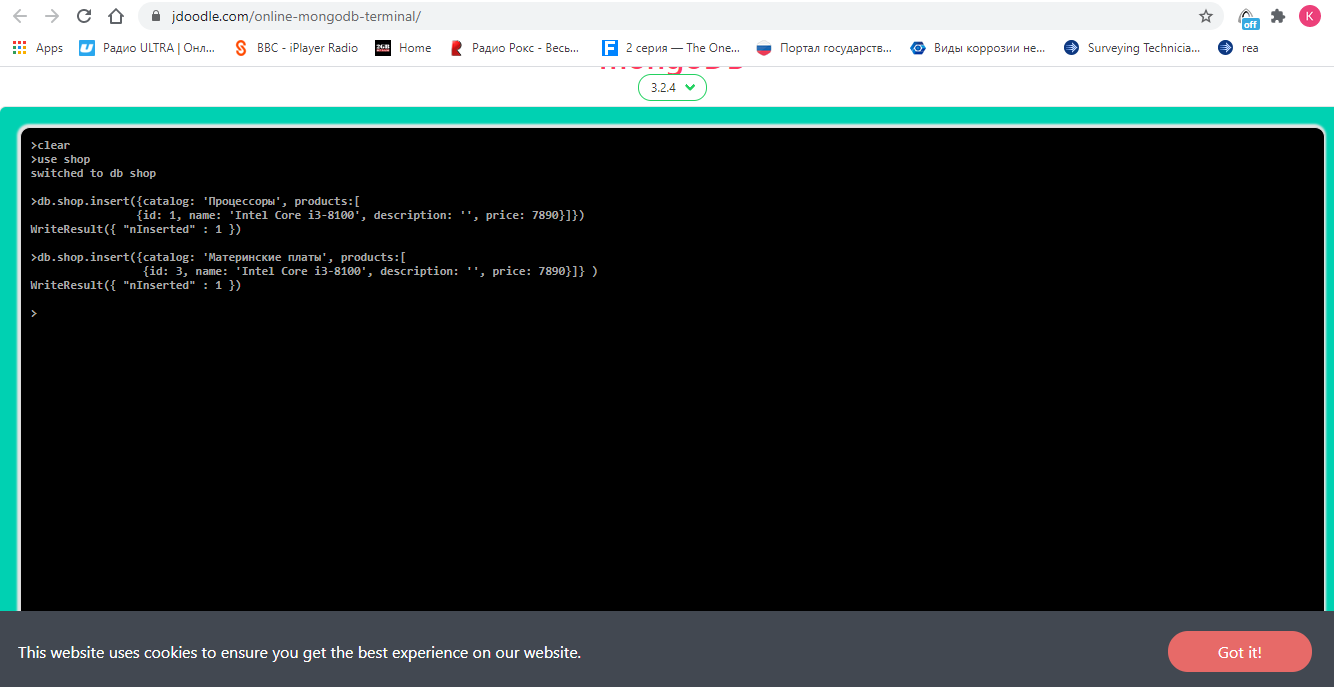 jdoodle.com/online-mongodb-terminal/
off
K
Apps
Радио ULTRA | Онл...
BBC - iPlayer Radio
Home
Радио Рокс - Весь...
2 серия — The One...
Портал государств...
Виды коррозии не...
Surveying Technicia...
rea
mongoDB
3.2.4
>clear
>use shop
switched to db shop
>db.shop.insert({catalog: 'Процессоры', products:[
{id: 1, name: 'Intel Core i3-8100', description: '', price: 7890}]})
WriteResult({ "nInserted" : 1 })
>db.shop.insert({catalog: 'Материнские платы', products:[
{id: 3, name: 'Intel Core i3-8100', description: '', price: 7890}]} )
WriteResult({ "nInserted" : 1 })
>
This website uses cookies to ensure you get the best experience on our website.
Got it!